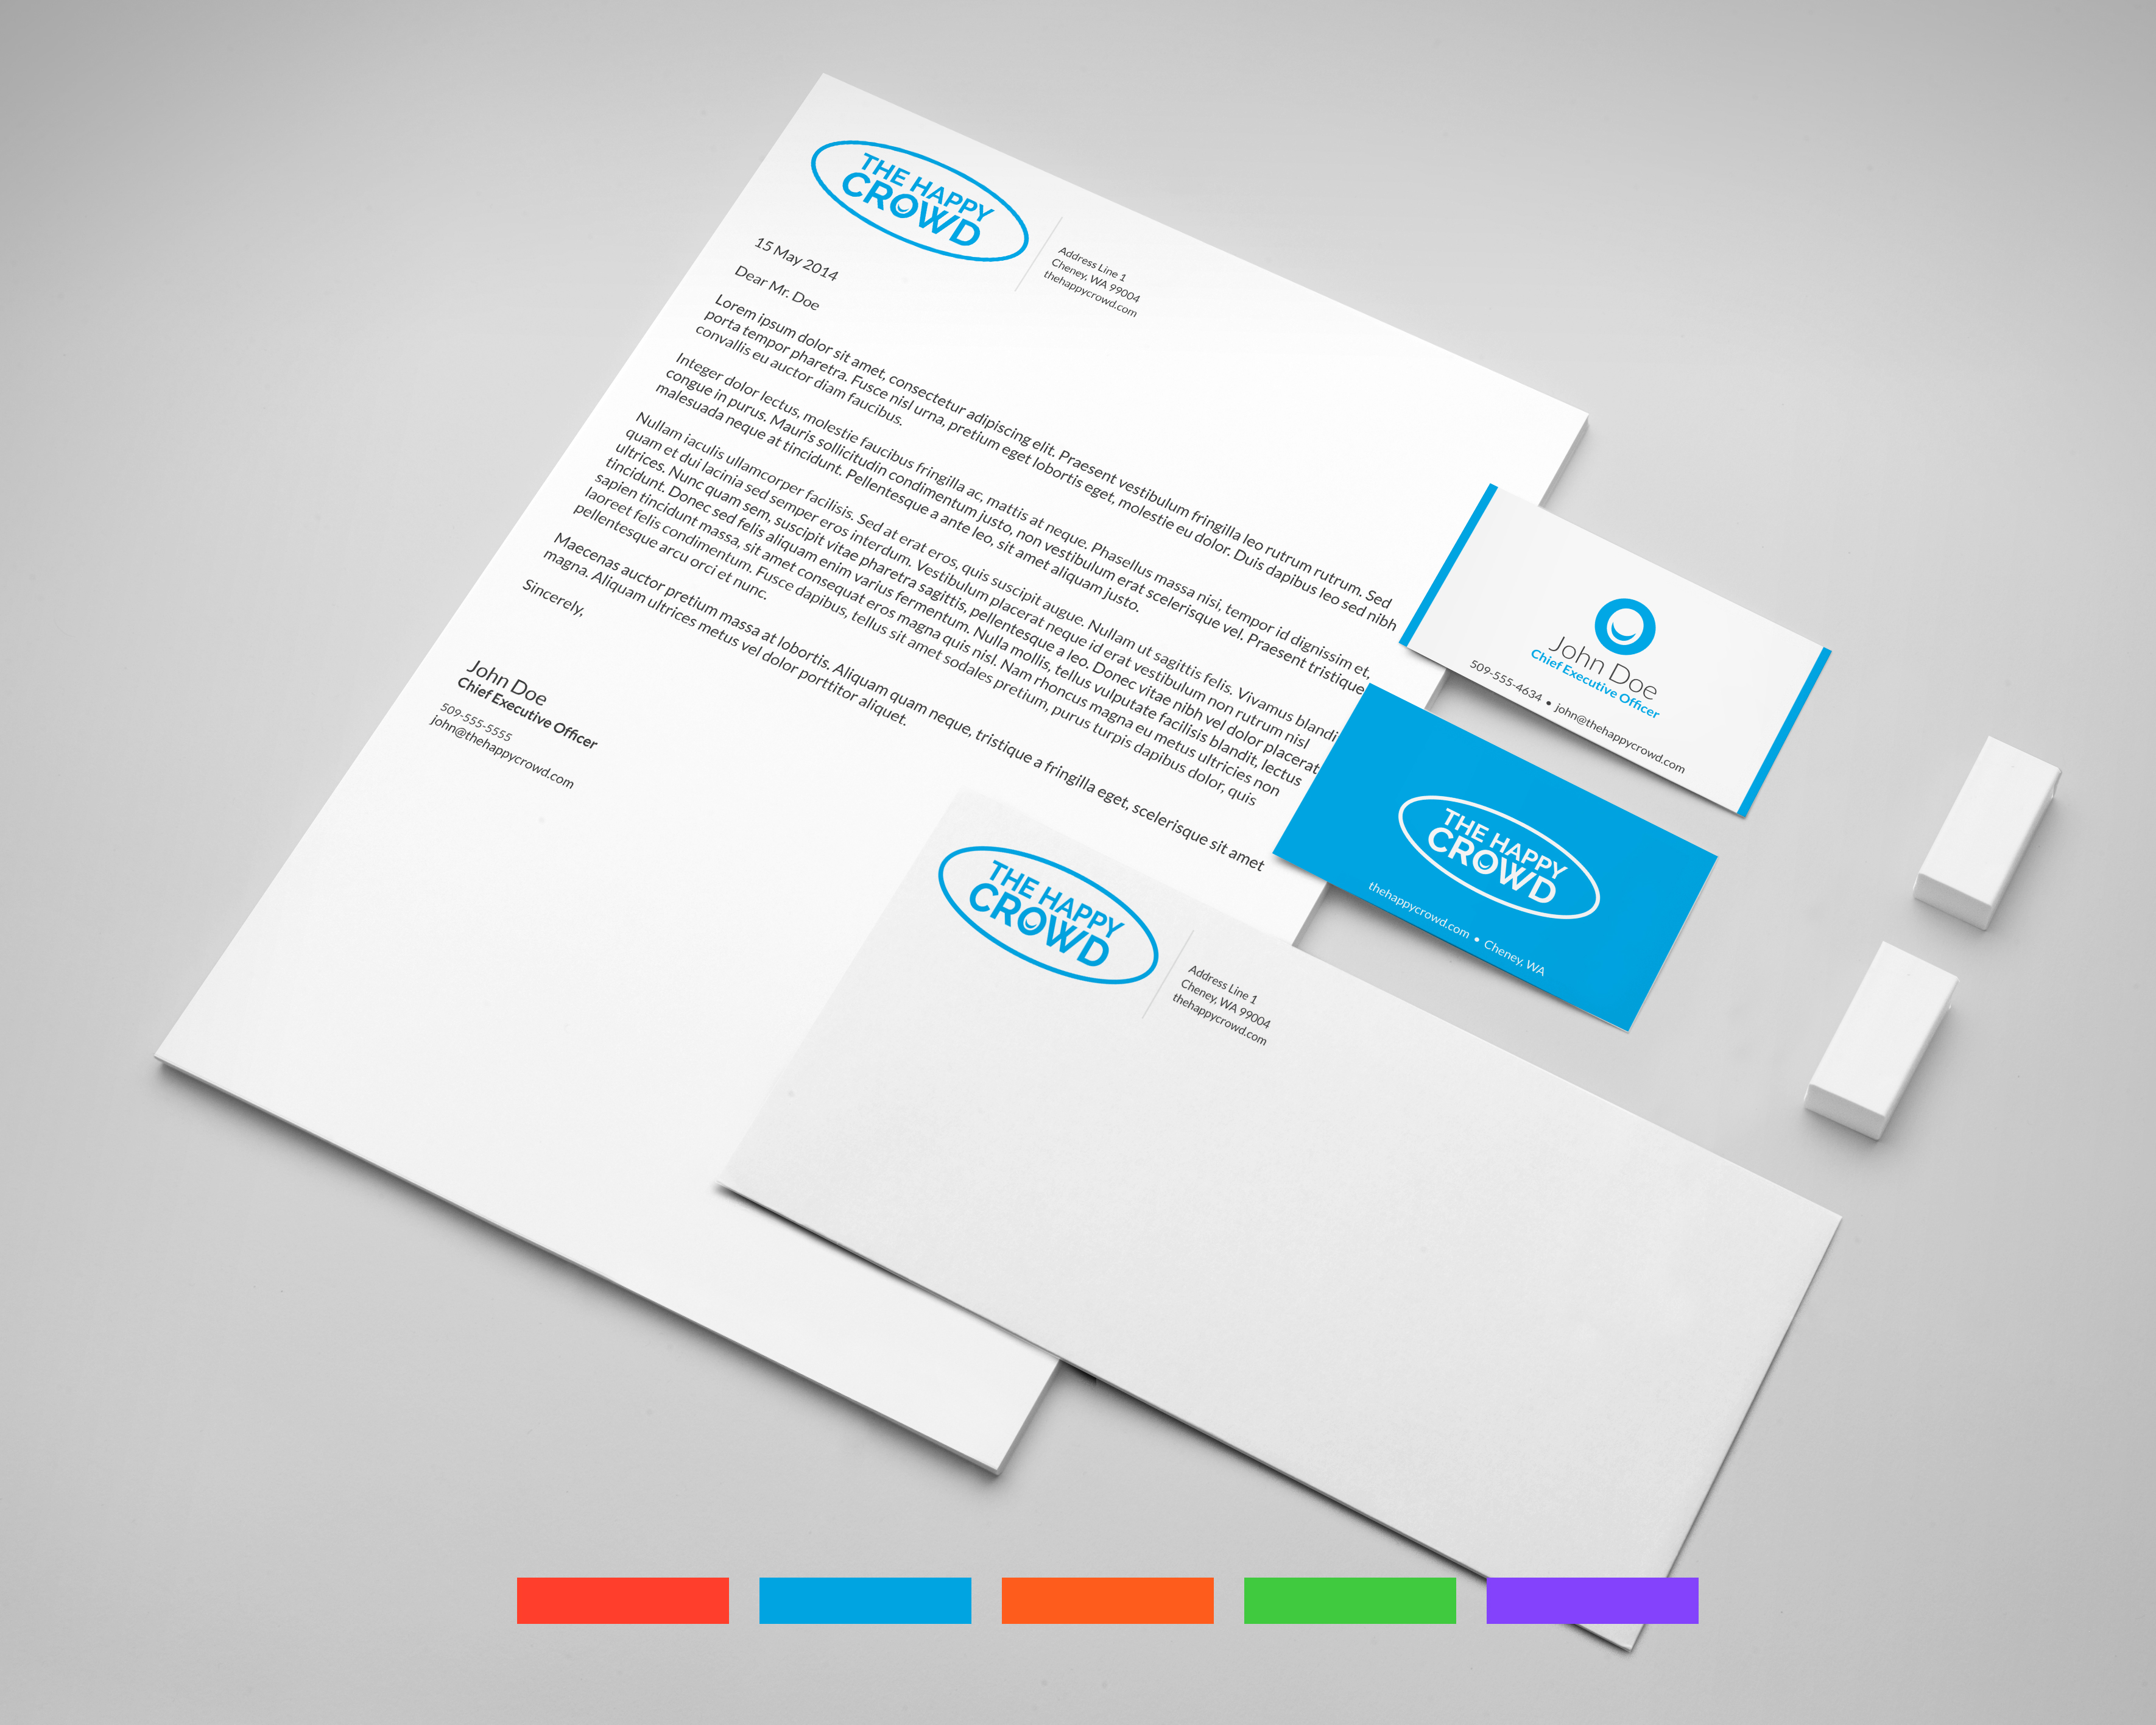 THE HAPPY
CROWD
Address Line 1
Cheney, WA 99004
thehappycrowd.com
15 May 2014
Dear Mr. Doe
Lorem ipsum dolor sit amet, consectetur adipiscing elit. Praesent vestibulum fringilla leo rutrum rutrum. Sed
porta tempor pharetra. Fusce nisl urna, pretium eget lobortis eget, molestie eu dolor. Duis dapibus leo sed nibh
convallis eu auctor diam faucibus.
Integer dolor lectus, molestie faucibus fringilla ac, mattis at neque. Phasellus massa nisi, tempor id dignissim et,
congue in purus. Mauris sollicitudin condimentum justo, non vestibulum erat scelerisque vel. Praesent tristique
malesuada neque at tincidunt. Pellentesque a ante leo, sit amet aliquam justo.
Nullam iaculis ullamcorper facilisis. Sed at erat eros, quis suscipit augue. Nullam ut sagittis felis. Vivamus blandi
quam et dui lacinia sed semper eros interdum. Vestibulum placerat neque id erat vestibulum non rutrum nisl
ultrices. Nunc quam sem, suscipit vitae pharetra sagittis, pellentesque a leo. Donec vitae nibh vel dolor placerat
tincidunt. Donec sed felis aliquam enim varius fermentum. Nulla mollis, tellus vulputate facilisis blandit, lectus
sapien tincidunt massa, sit amet consequat eros magna quis nisl. Nam rhoncus magna eu metus ultricies non
laoreet felis condimentum. Fusce dapibus, tellus sit amet sodales pretium, purus turpis dapibus dolor, quis
pellentesque arcu orci et nunc.
Maecenas auctor pretium massa at lobortis. Aliquam quam neque, tristique a fringilla eget, scelerisque sit amet
magna. Aliquam ultrices metus vel dolor porttitor aliquet.
Sincerely,
John Doe
Chief Executive Officer
509-555-5555
john@thehappycrowd.com
John Doe
Chief Executive Officer
509-555-4634 • john@thehappycrowd.com
THE HAPPY
CROWD
thehappycrowd.com • Cheney, WA
THE HAPPY
CROWD
Address Line 1
Cheney, WA 99004
thehappycrowd.com